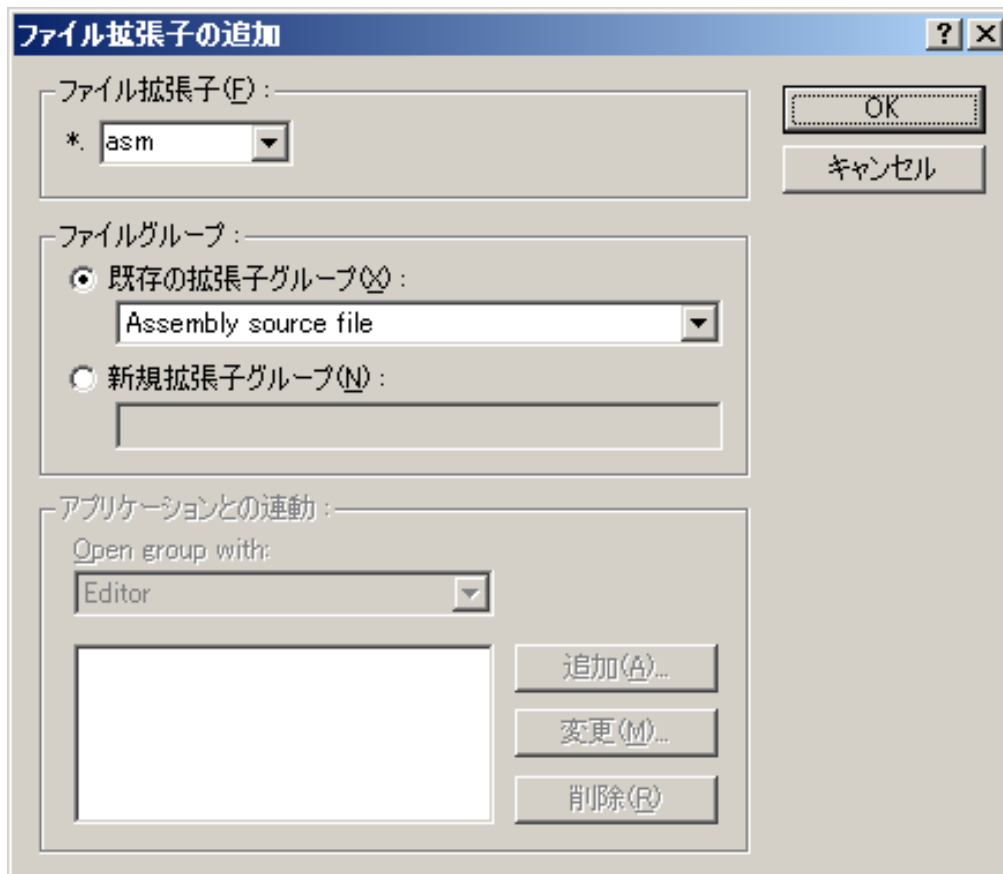 ファイル拡張子の追加
ファイル拡張子(F) :
*. asm
OK
キャンセル
ファイルグループ :
既存の拡張子グループ(X) :
Assembly source file
新規拡張子グループ(N) :
アプリケーションとの連動 :
Open group with:
Editor
追加(A)...
変更(M)...
削除(R)